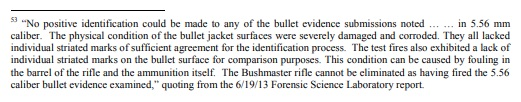 53 “No positive identification could be made to any of the bullet evidence submissions noted … … in 5.56 mm
caliber. The physical condition of the bullet jacket surfaces were severely damaged and corroded. They all lacked
individual striated marks of sufficient agreement for the identification process. The test fires also exhibited a lack of
individual striated marks on the bullet surface for comparison purposes. This condition can be caused by fouling in
the barrel of the rifle and the ammunition itself. The Bushmaster rifle cannot be eliminated as having fired the 5.56
caliber bullet evidence examined,” quoting from the 6/19/13 Forensic Science Laboratory report.